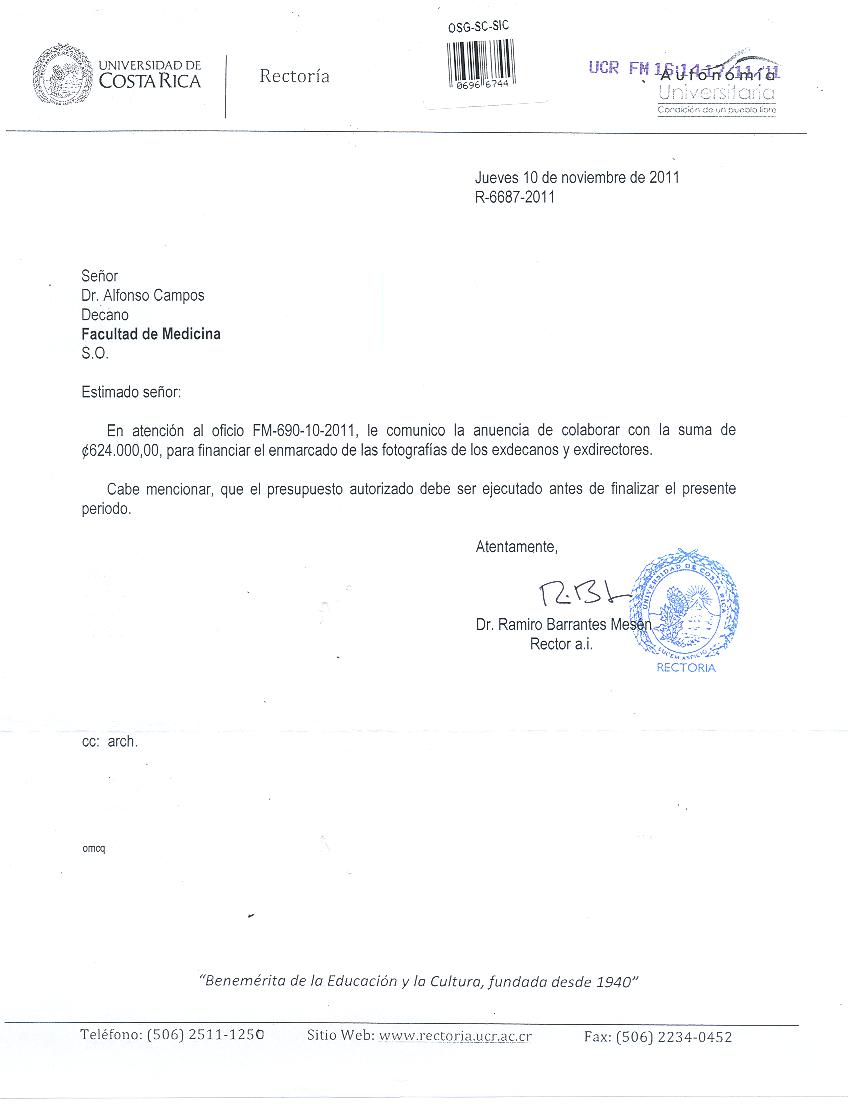 UNIVERSIDAD DE
COSTA RICA
Rectoría
OSG-SC-SIC
0696 6744
UCR FM 16:14 17/11/11
Autonomía
Universitaria
Condición de un pueblo libre
Jueves 10 de noviembre de 2011
R-6687-2011
Señor
Dr. Alfonso Campos
Decano
Facultad de Medicina
S.O.
Estimado señor:
En atención al oficio FM-690-10-2011, le comunico la anuencia de colaborar con la suma de
¢624.000,00, para financiar el enmarcado de las fotografías de los exdecanos y exdirectores.
Cabe mencionar, que el presupuesto autorizado debe ser ejecutado antes de finalizar el presente
periodo.
Atentamente,
Dr. Ramiro Barrantes Mesén
Rector a.i.
UNIVERSIDAD DE COSTA RICA
LUCEM ASPICIO
RECTORIA
cc: arch.
omcq
“Benemérita de la Educación y la Cultura, fundada desde 1940”
Teléfono: (506) 2511-1250 Sitio Web: www.rectoria.ucr.ac.cr Fax: (506) 2234-0452